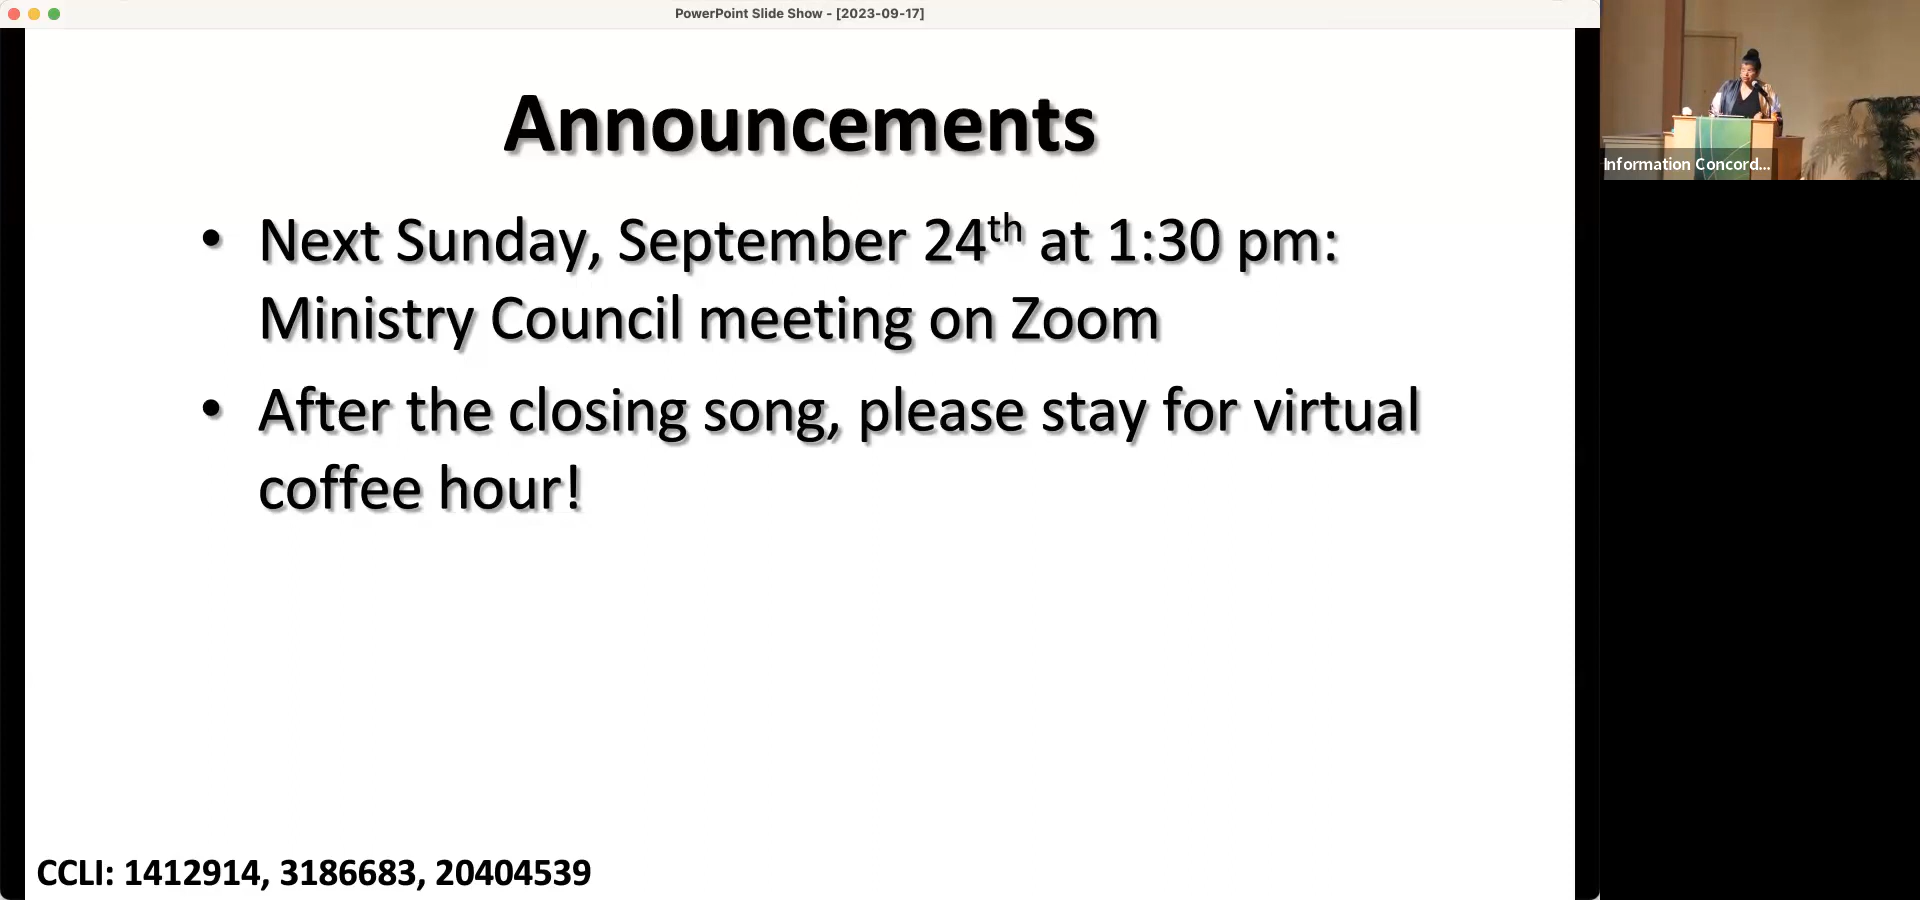 PowerPoint Slide Show - [2023-09-17]
Announcements
• Next Sunday, September 24th at 1:30 pm:
Ministry Council meeting on Zoom
• After the closing song, please stay for virtual
coffee hour!
CCLI: 1412914, 3186683, 20404539
Information Concord...